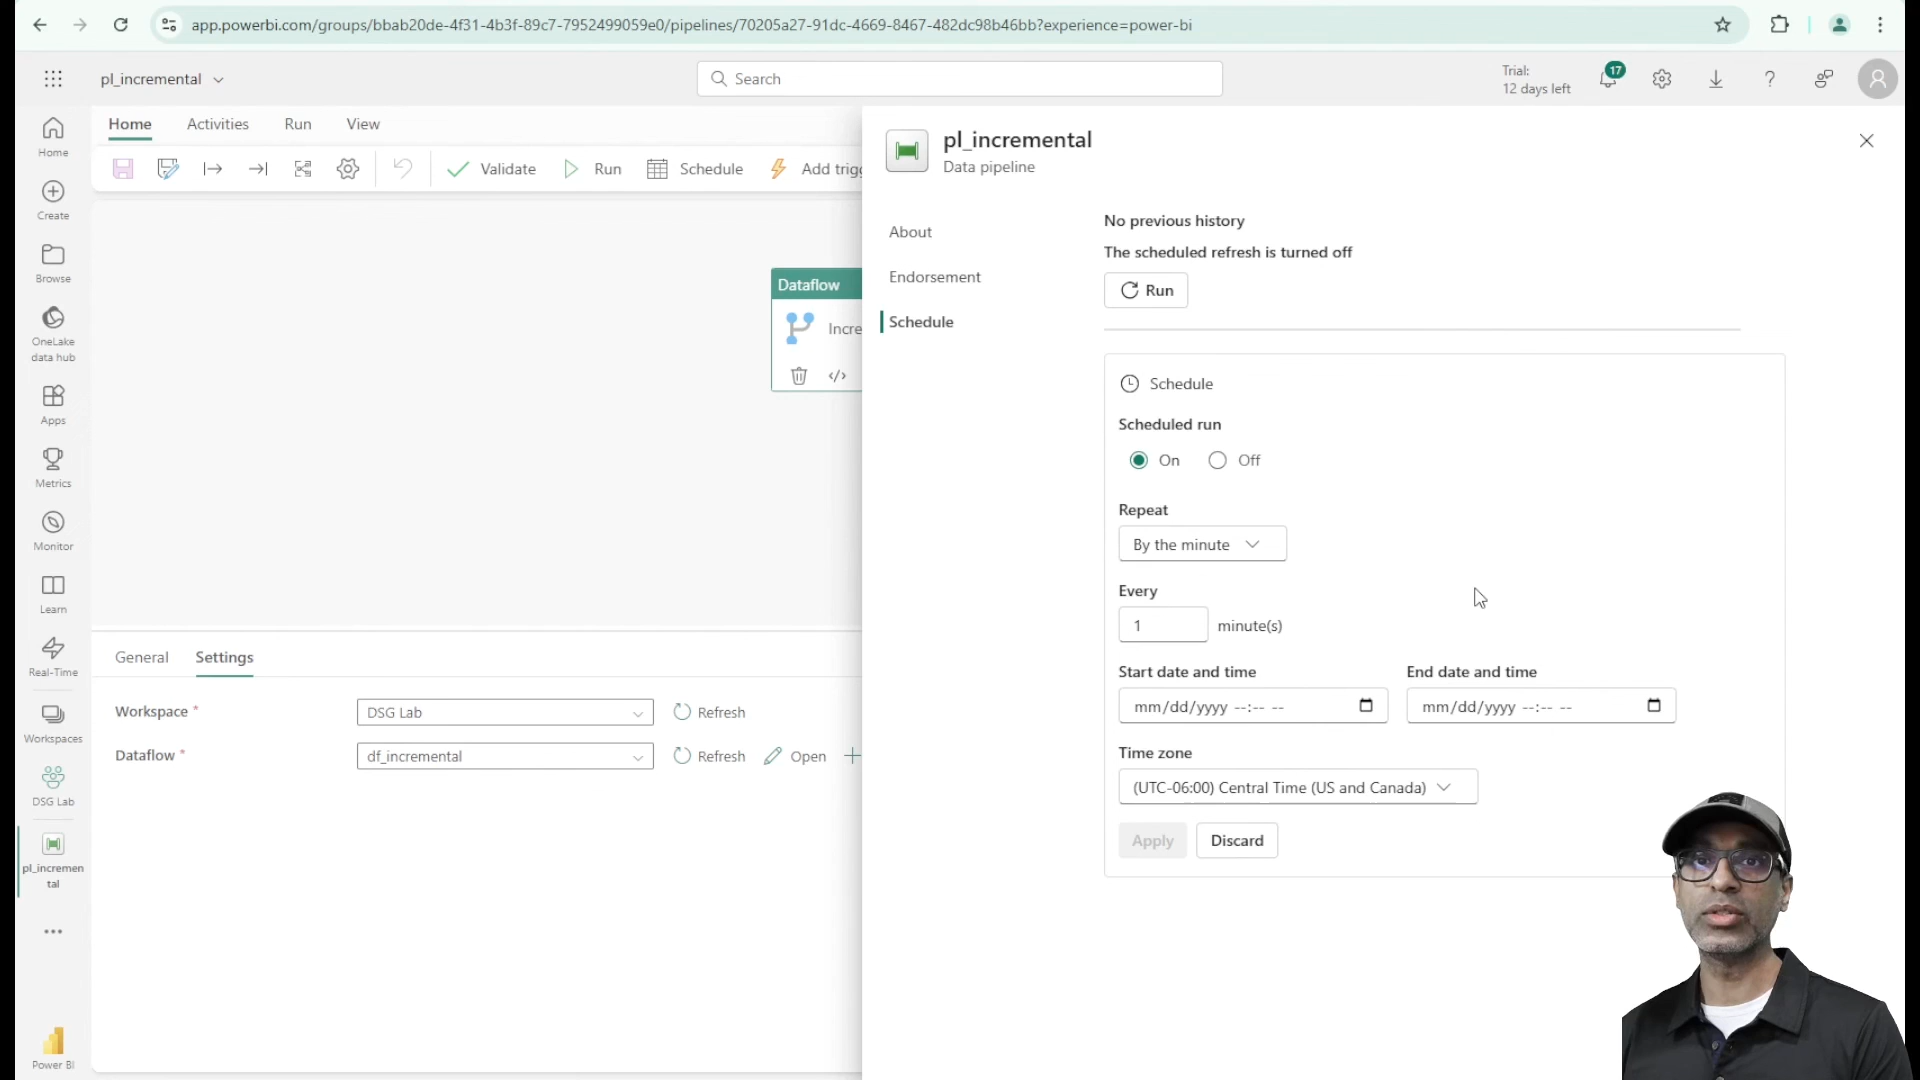 app.powerbi.com/groups/bbab20de-4f31-4b3f-89c7-7952499059e0/pipelines/70205a27-91dc-4669-8467-482dc98b46bb?experience=power-bi
pl_incremental
Search
Trial:
12 days left
17
Home
Create
Browse
OneLake
data hub
Apps
Metrics
Monitor
Learn
Real-Time
Workspaces
DSG Lab
pl_incremen
tal
Power BI
Home
Activities
Run
View
Validate
Run
Schedule
Add trigg
Dataflow
Incre
General
Settings
Workspace *
DSG Lab
Refresh
Dataflow *
df_incremental
Refresh
Open
pl_incremental
Data pipeline
About
Endorsement
Schedule
No previous history
The scheduled refresh is turned off
Run
Schedule
Scheduled run
On
Off
Repeat
By the minute
Every
1
minute(s)
Start date and time
End date and time
mm/dd/yyyy --:-- --
mm/dd/yyyy --:-- --
Time zone
(UTC-06:00) Central Time (US and Canada)
Apply
Discard